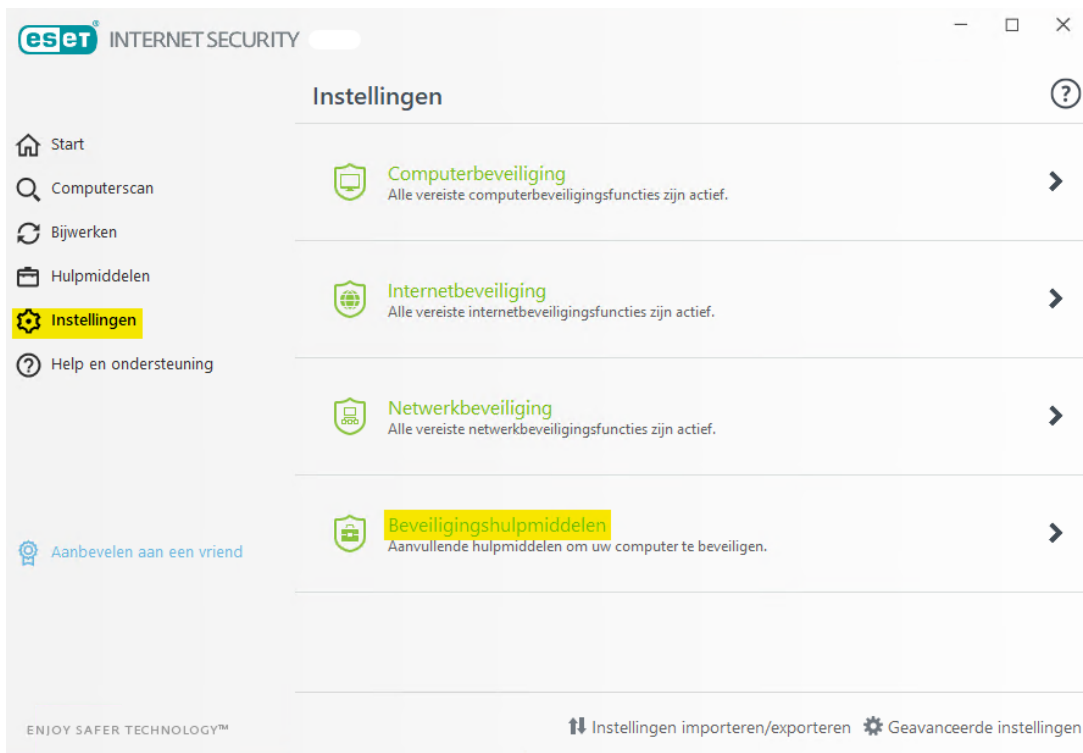 eset® INTERNET SECURITY
Instellingen
Start
Computerscan
Bijwerken
Hulpmiddelen
Instellingen
Help en ondersteuning
Aanbevelen aan een vriend
Computerbeveiliging
Alle vereiste computerbeveiligingsfuncties zijn actief.
Internetbeveiliging
Alle vereiste internetbeveiligingsfuncties zijn actief.
Netwerkbeveiliging
Alle vereiste netwerkbeveiligingsfuncties zijn actief.
Beveiligingshulpmiddelen
Aanvullende hulpmiddelen om uw computer te beveiligen.
ENJOY SAFER TECHNOLOGY™
Instellingen importeren/exporteren Geavanceerde instellingen